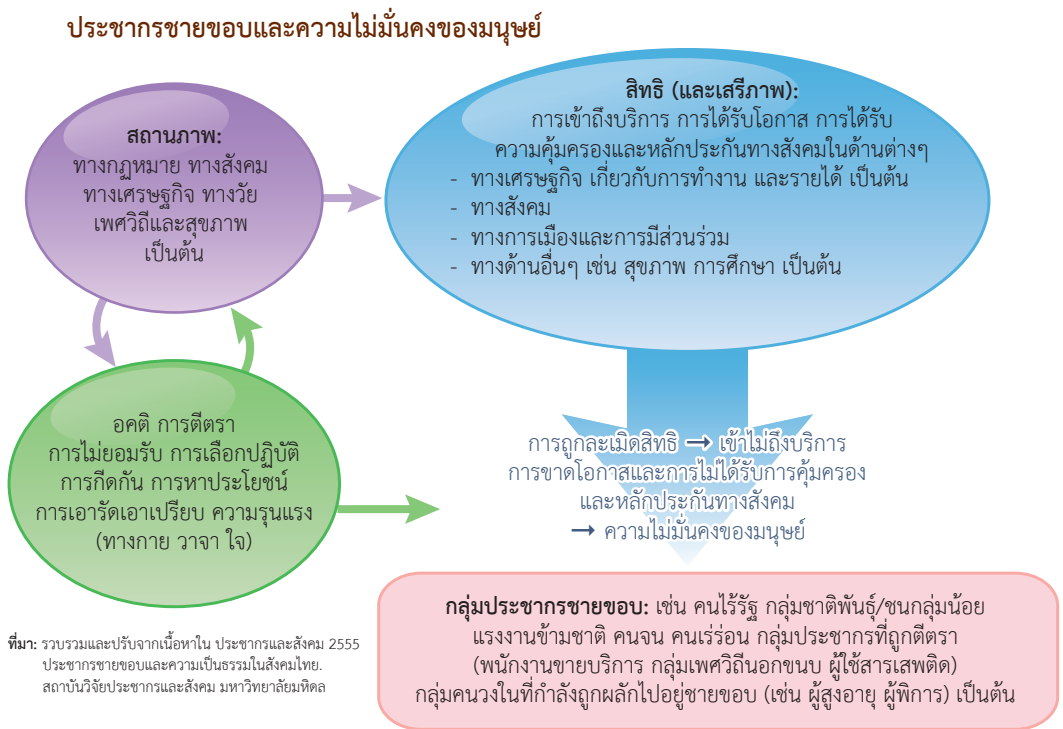 ประชากรชายขอบและความไม่มั่นคงของมนุษย์
สถานภาพ:
ทางกฎหมาย ทางสังคม
ทางเศรษฐกิจ ทางวัย
เพศวิถีและสุขภาพ
เป็นต้น
สิทธิ (และเสรีภาพ):
การเข้าถึงบริการ การได้รับโอกาส การได้รับ
ความคุ้มครองและหลักประกันทางสังคมในด้านต่างๆ
- ทางเศรษฐกิจ เกี่ยวกับการทำงาน และรายได้ เป็นต้น
- ทางสังคม
- ทางการเมืองและการมีส่วนร่วม
- ทางด้านอื่นๆ เช่น สุขภาพ การศึกษา เป็นต้น
อคติ การตีตรา
การไม่ยอมรับ การเลือกปฏิบัติ
การกีดกัน การหาประโยชน์
การเอารัดเอาเปรียบ ความรุนแรง
(ทางกาย วาจา ใจ)
การถูกละเมิดสิทธิ → เข้าไม่ถึงบริการ
การขาดโอกาสและการไม่ได้รับการคุ้มครอง
และหลักประกันทางสังคม
→ ความไม่มั่นคงของมนุษย์
กลุ่มประชากรชายขอบ: เช่น คนไร้รัฐ กลุ่มชาติพันธุ์/ชนกลุ่มน้อย
แรงงานข้ามชาติ คนจน คนเร่ร่อน กลุ่มประชากรที่ถูกตีตรา
(พนักงานขายบริการ กลุ่มเพศวิถีนอกขนบ ผู้ใช้สารเสพติด)
กลุ่มคนวงในที่กำลังถูกผลักไปอยู่ชายขอบ (เช่น ผู้สูงอายุ ผู้พิการ) เป็นต้น
ที่มา: รวบรวมและปรับจากเนื้อหาใน ประชากรและสังคม 2555
ประชากรชายขอบและความเป็นธรรมในสังคมไทย.
สถาบันวิจัยประชากรและสังคม มหาวิทยาลัยมหิดล